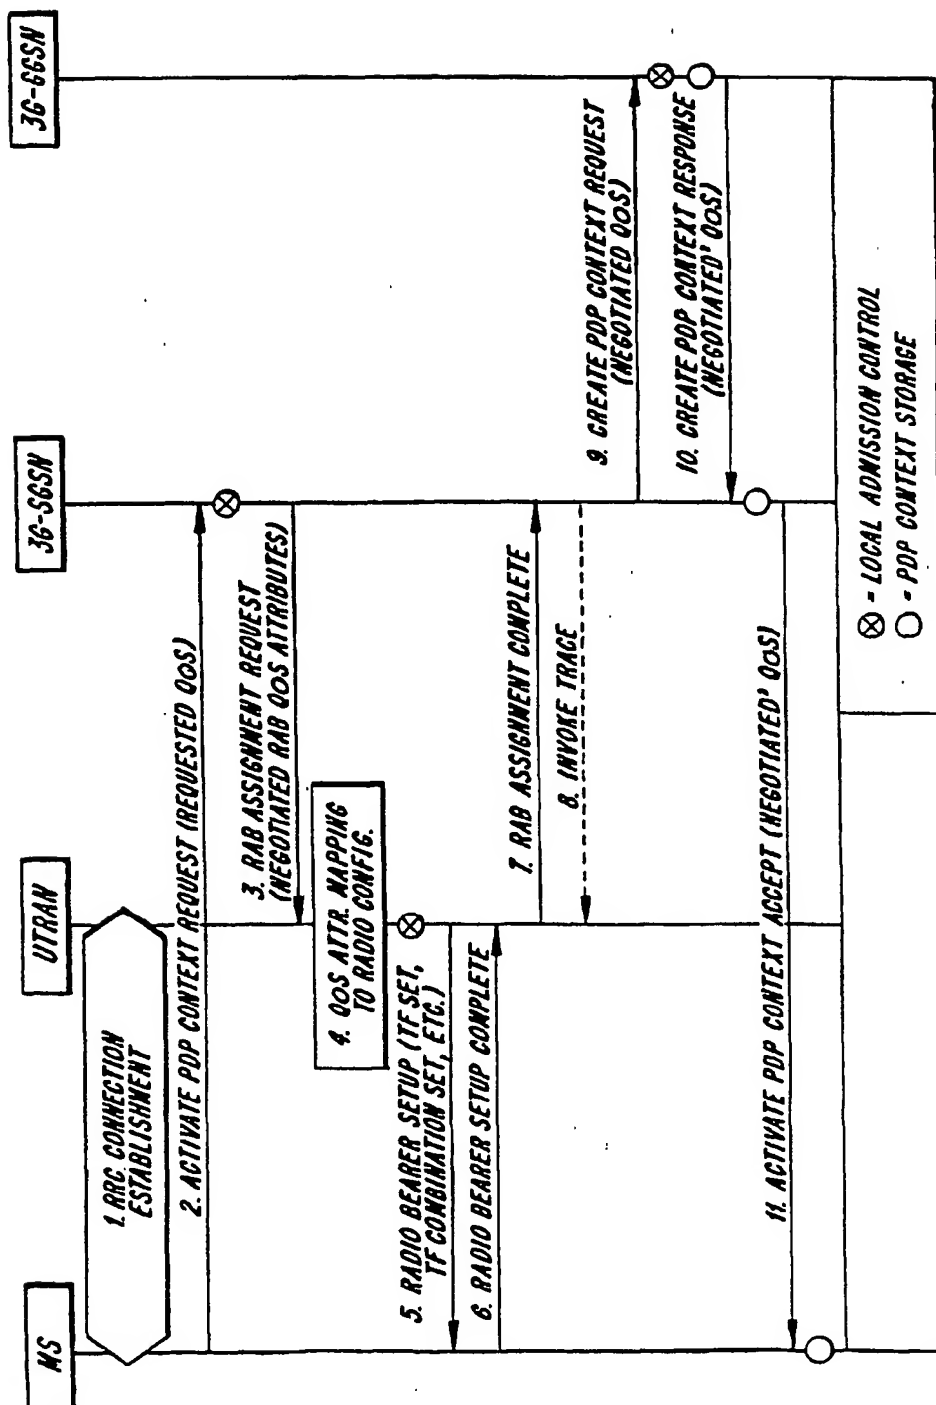 MS
UTRAN
3G-SGSN
3G-GGSN
1. RRC CONNECTION
ESTABLISHMENT
2. ACTIVATE PDP CONTEXT REQUEST (REQUESTED QOS)
3. RAB ASSIGNMENT REQUEST
(NEGOTIATED RAB QOS ATTRIBUTES)
4. QOS ATTR. MAPPING
TO RADIO CONFIG.
5. RADIO BEARER SETUP (TF SET,
TF COMBINATION SET, ETC.)
6. RADIO BEARER SETUP COMPLETE
7. RAB ASSIGNMENT COMPLETE
8. INVOKE TRACE
9. CREATE PDP CONTEXT REQUEST
(NEGOTIATED QOS)
10. CREATE PDP CONTEXT RESPONSE
(NEGOTIATED' QOS)
11. ACTIVATE PDP CONTEXT ACCEPT (NEGOTIATED' QOS)
⊗ = LOCAL ADMISSION CONTROL
○ = PDP CONTEXT STORAGE